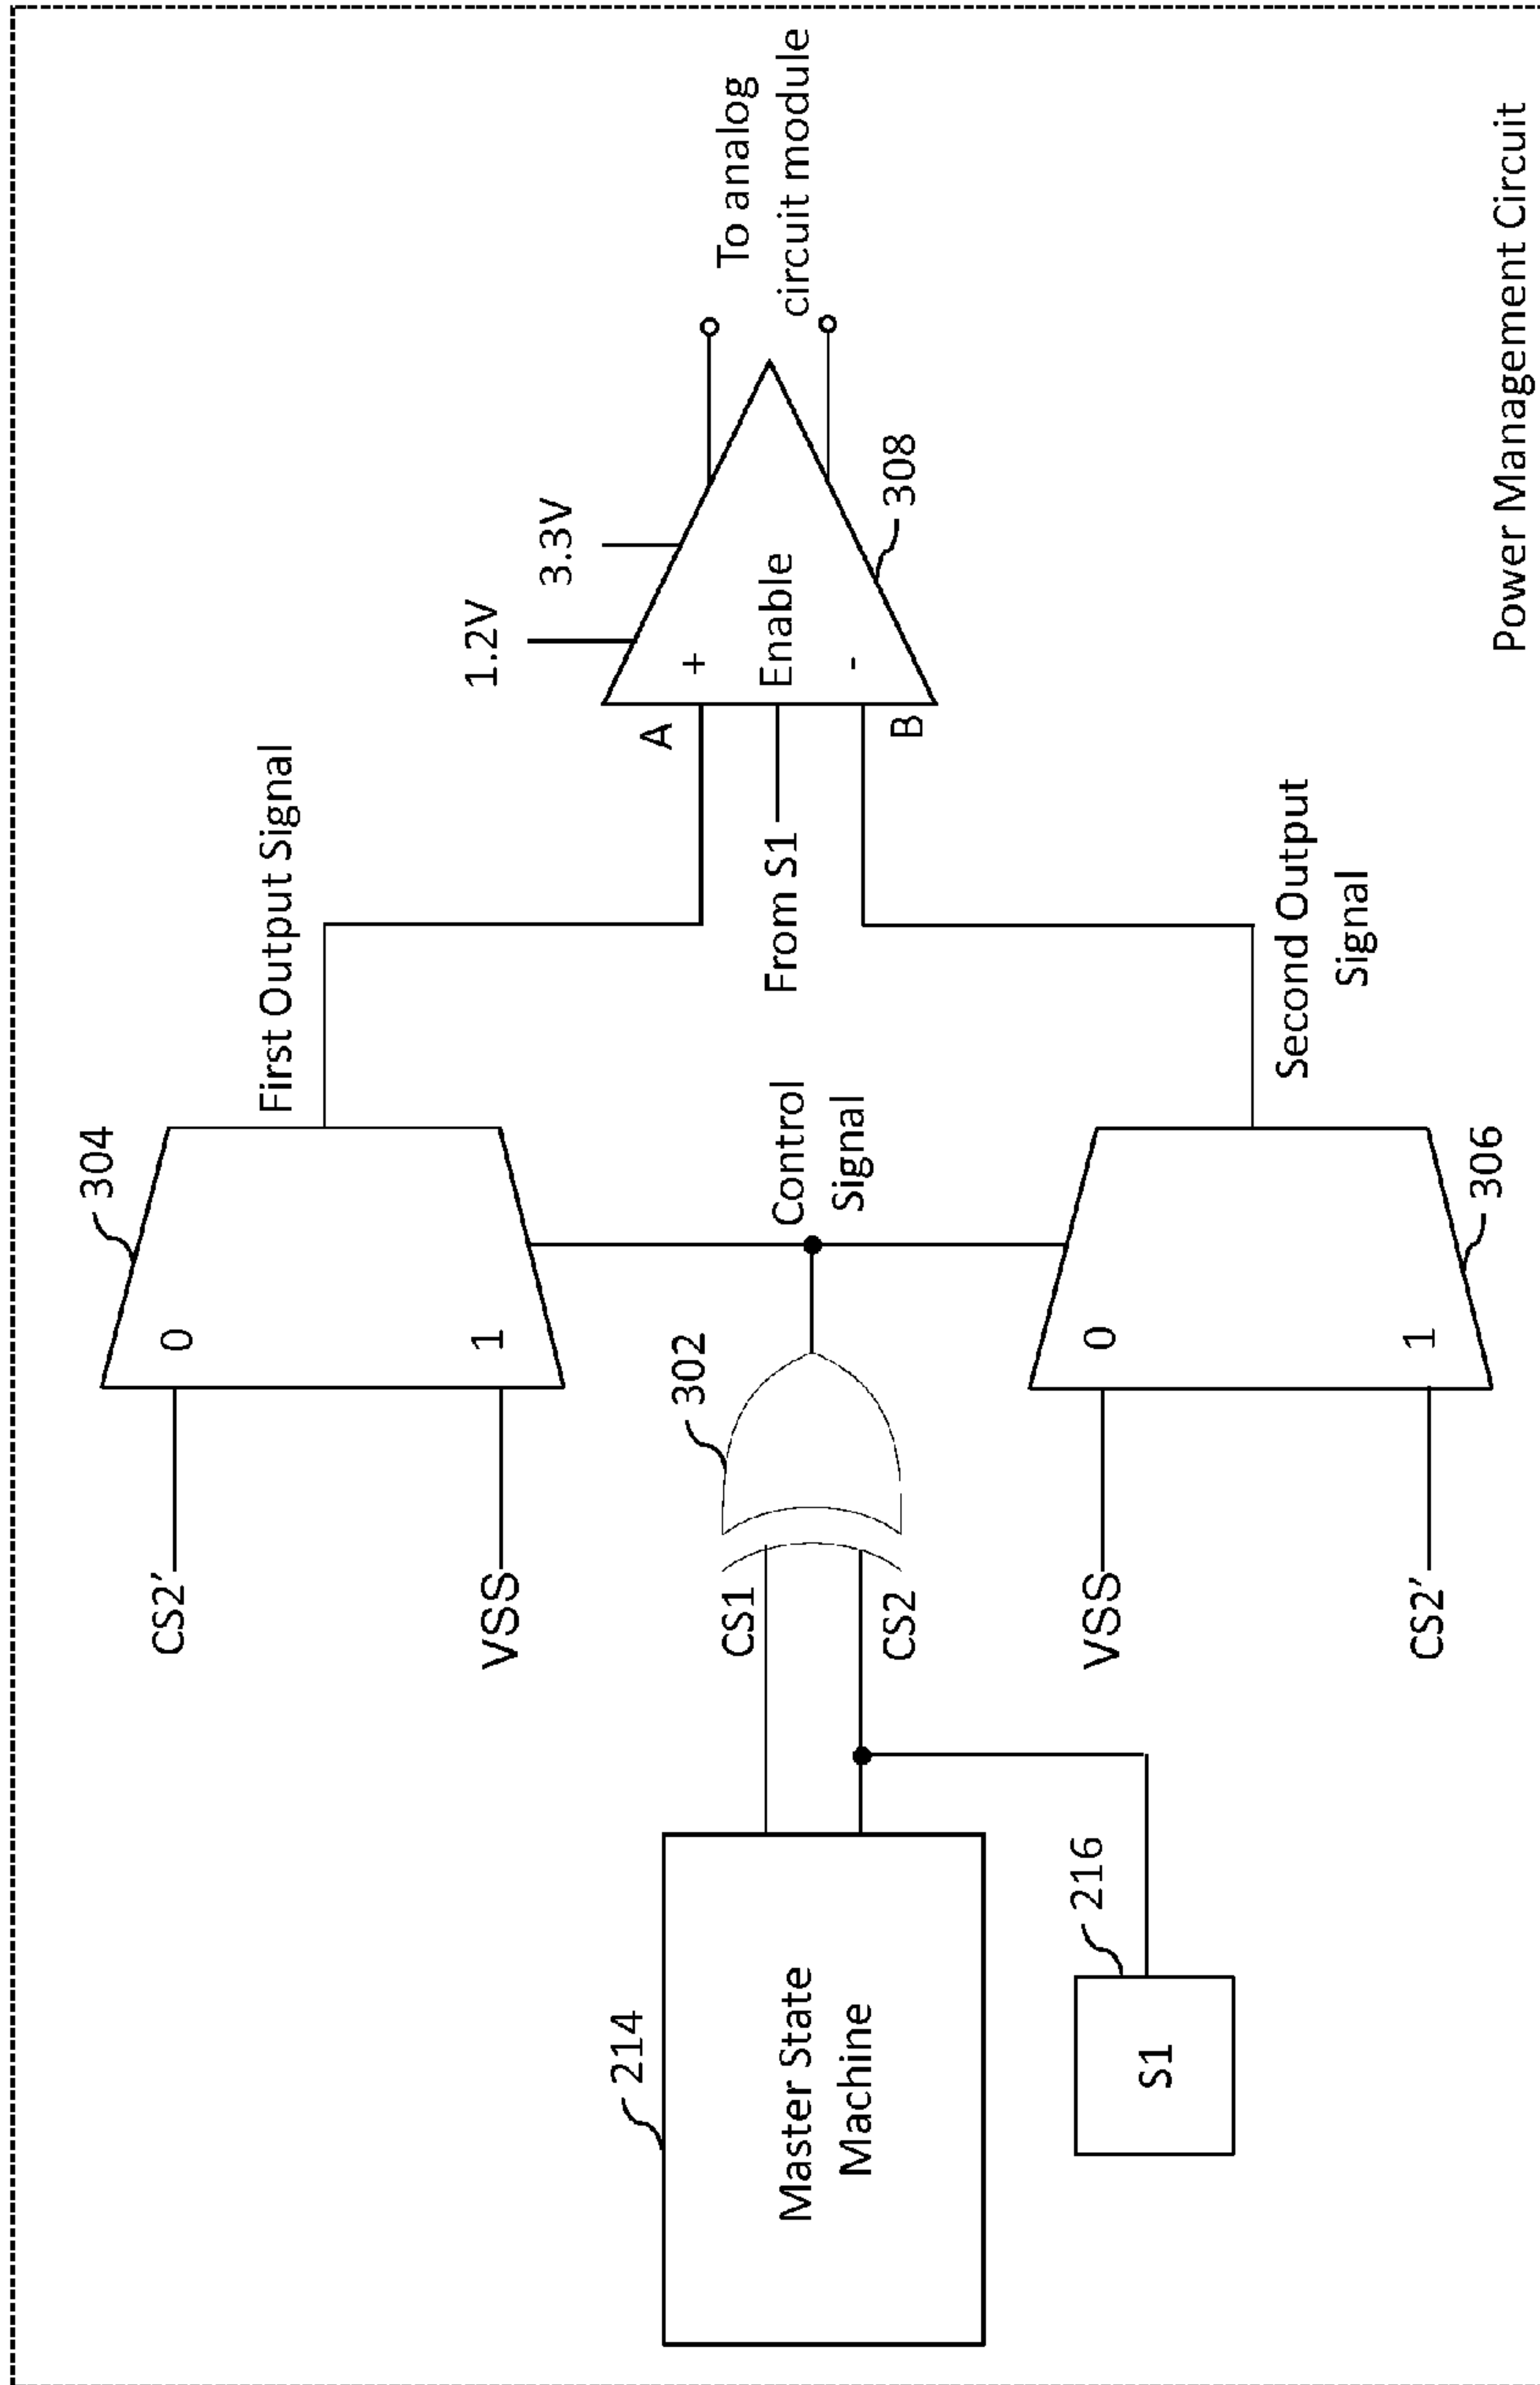 304
First Output Signal
CS2'
0
VSS
1
1.2V
3.3V
A
+
To analog
circuit module
From S1
Enable
B
-
308
214
Master State
Machine
CS1
CS2
302
Control
Signal
216
S1
VSS
0
CS2'
1
306
Second Output
Signal
Power Management Circuit